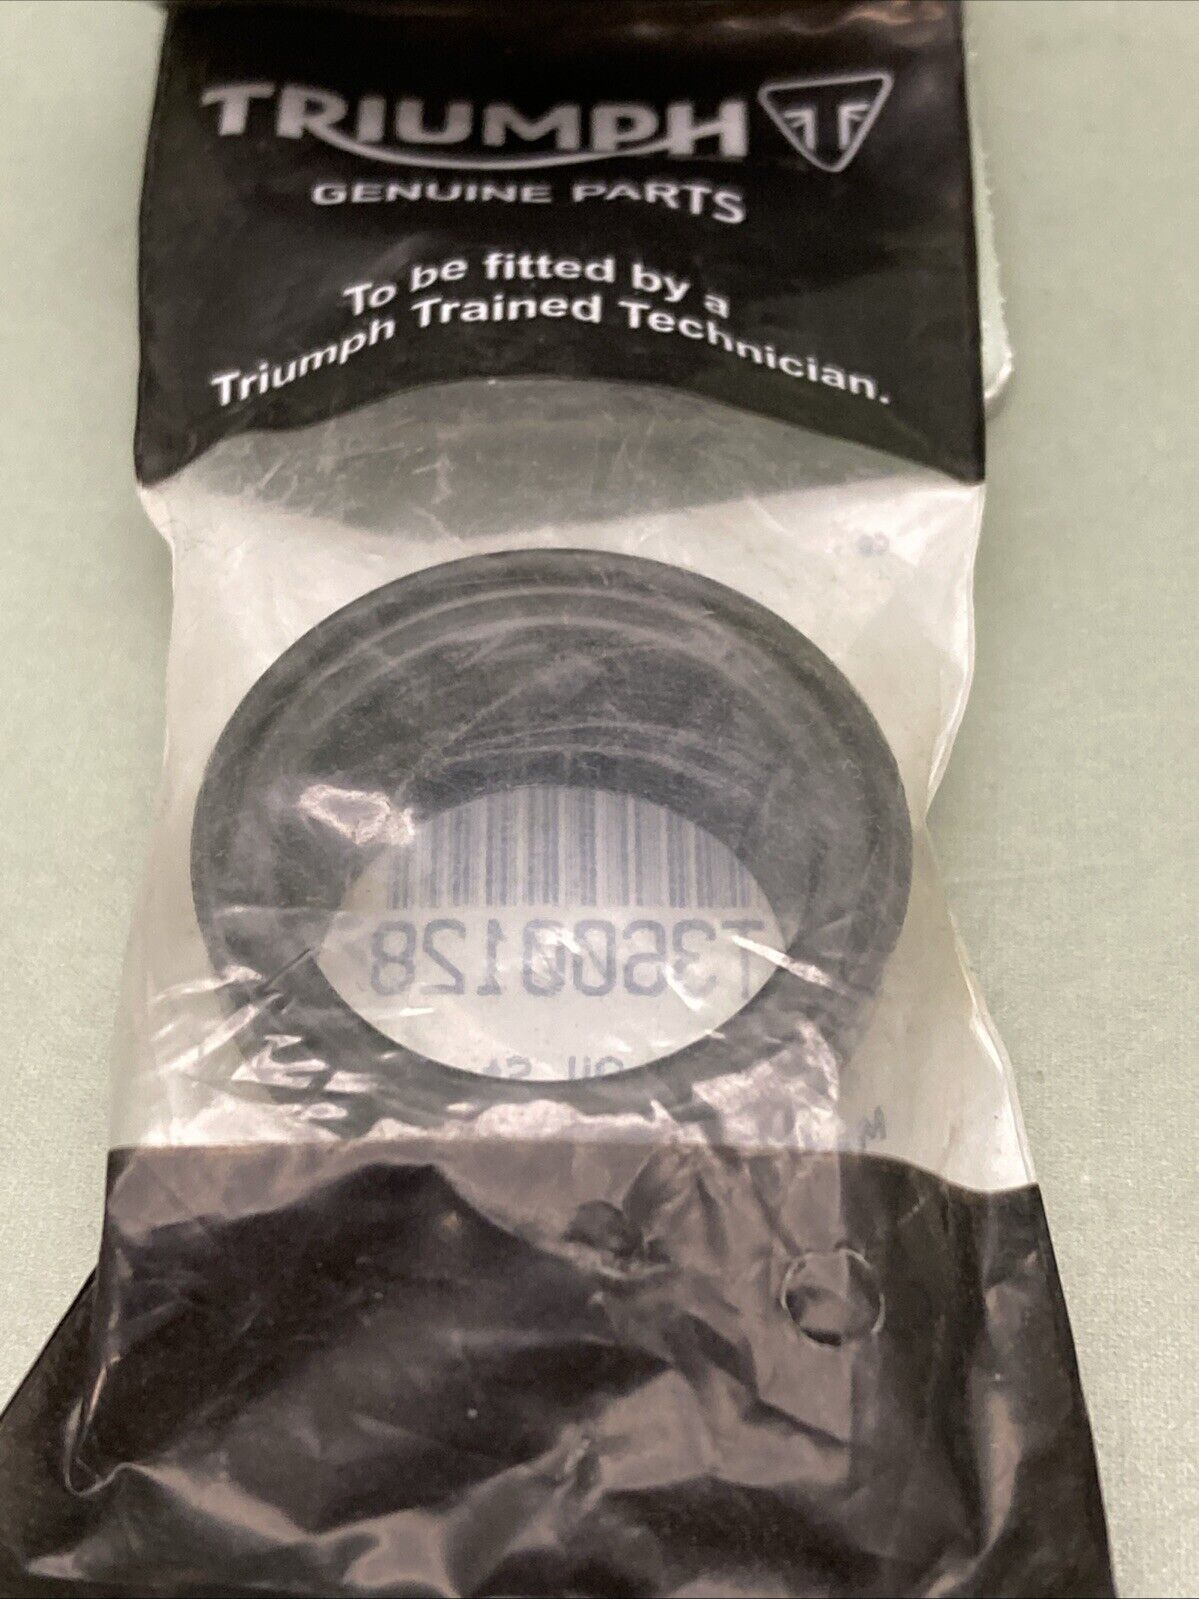 TRIUMPH
GENUINE PARTS
To be fitted by a
Triumph Trained Technician.
T3600128